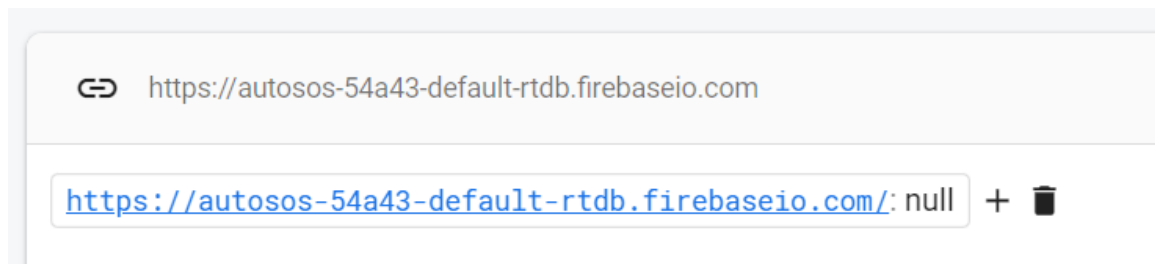 https://autosos-54a43-default-rtdb.firebaseio.com
https://autosos-54a43-default-rtdb.firebaseio.com/: null